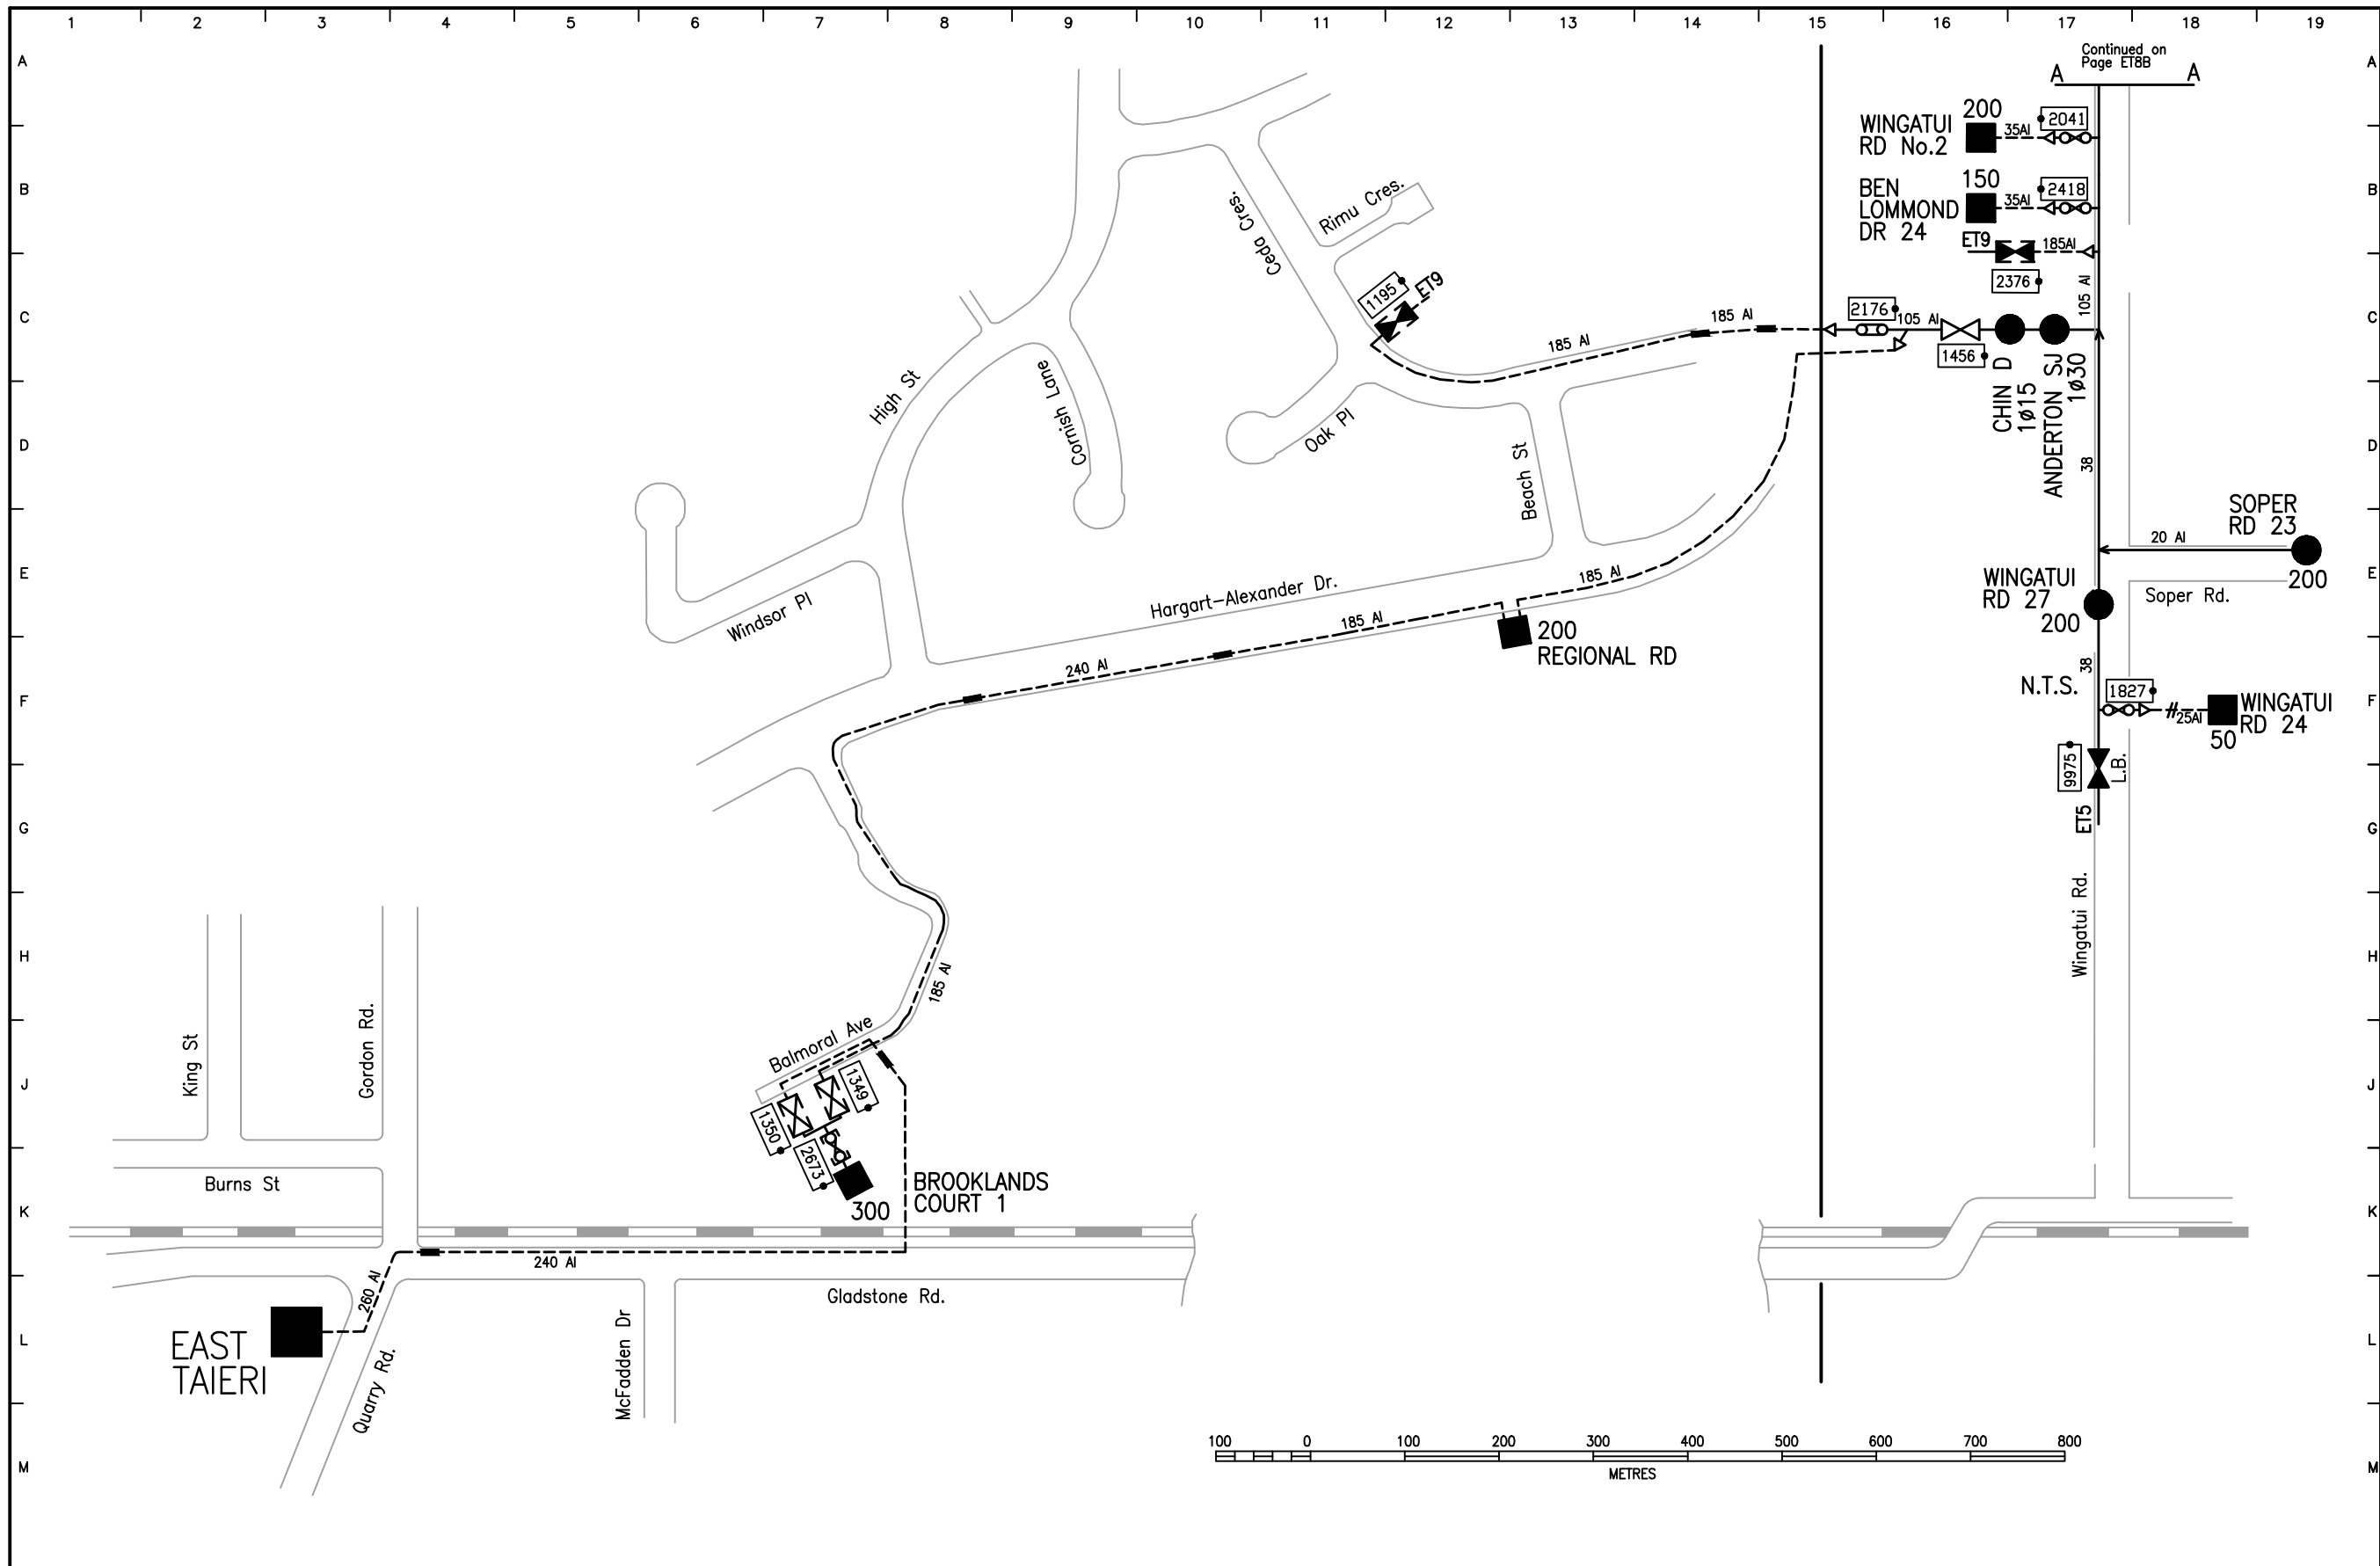 1 2 3 4 5 6 7 8 9 10 11 12 13 14 15 16 17 18 19
A
A
Continued on
Page ET8B
A A
200
2041
WINGATUI
RD No.2
35Al
B
B
150
2418
BEN
LOMMOND
DR 24
35Al
Rimu Cres.
Ceda Cres.
ET9
185Al
2376
105 Al
C
C
1195
ET9
185 Al
185 Al
2176
105 Al
1456
CHIN D
1ø15
ANDERTON SJ
1ø30
High St
Cornish Lane
Oak Pl
Beach St
D
D
38
SOPER
RD 23
20 Al
200
E
E
Windsor Pl
Hargart-Alexander Dr.
185 Al
185 Al
WINGATUI
RD 27
200
Soper Rd.
200
REGIONAL RD
240 Al
38
N.T.S.
1827
F
F
25Al
WINGATUI
RD 24
50
9975
L.B.
ET5
G
G
Wingatui Rd.
H
H
185 Al
King St
Gordon Rd.
Balmoral Ave
J
J
1349
1350
2673
BROOKLANDS
COURT 1
300
Burns St
K
K
240 Al
260 Al
Gladstone Rd.
EAST
TAIERI
Quarry Rd.
McFadden Dr
L
L
100 0 100 200 300 400 500 600 700 800
METRES
M
M